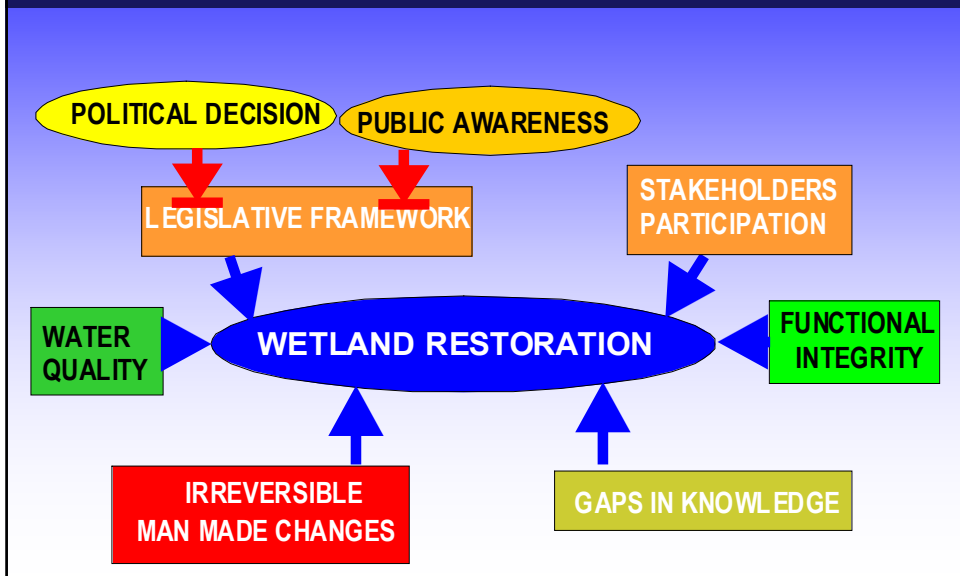 POLITICAL DECISION
PUBLIC AWARENESS
LEGISLATIVE FRAMEWORK
STAKEHOLDERS
PARTICIPATION
WATER
QUALITY
WETLAND RESTORATION
FUNCTIONAL
INTEGRITY
IRREVERSIBLE
MAN MADE CHANGES
GAPS IN KNOWLEDGE